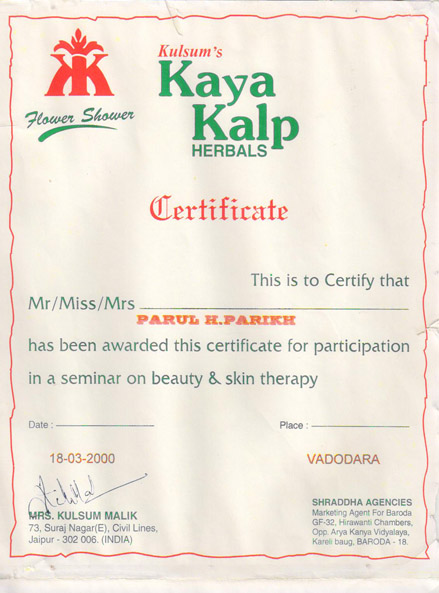 Flower Shower
Kulsum's
Kaya
Kalp
HERBALS
Certificate
This is to Certify that
Mr/Miss/Mrs
PARUL H.PARIKH
has been awarded this certificate for participation
in a seminar on beauty & skin therapy
Date :
Place :
18-03-2000
VADODARA
MRS. KULSUM MALIK
73, Suraj Nagar(E), Civil Lines,
Jaipur - 302 006. (INDIA)
SHRADDHA AGENCIES
Marketing Agent For Baroda
GF-32, Hirawanti Chambers,
Opp. Arya Kanya Vidyalaya,
Kareli baug, BARODA - 18.